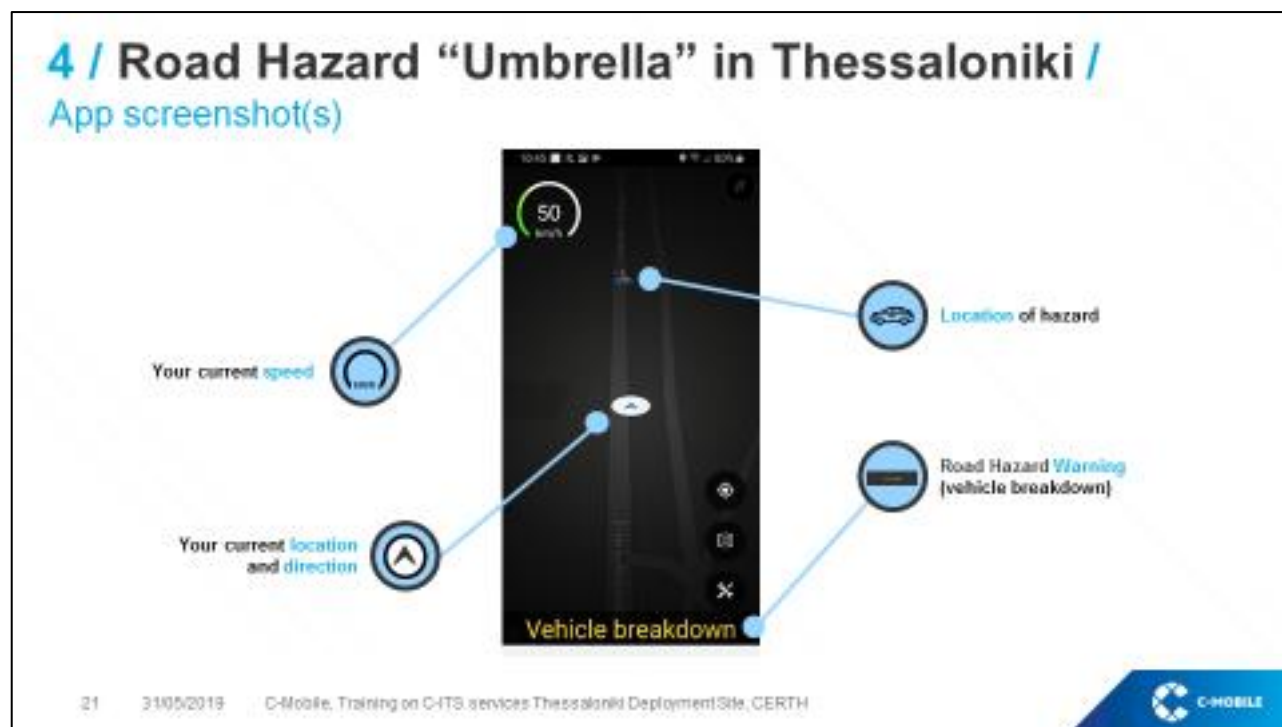 4 / Road Hazard “Umbrella” in Thessaloniki /
App screenshot(s)
50
km/h
Location of hazard
Your current speed
Road Hazard Warning
(vehicle breakdown)
Your current location
and direction
Vehicle breakdown
21
31/05/2019
C-Mobile, Training on C-ITS services Thessaloniki Deployment Site, CERTH
C-MOBILE